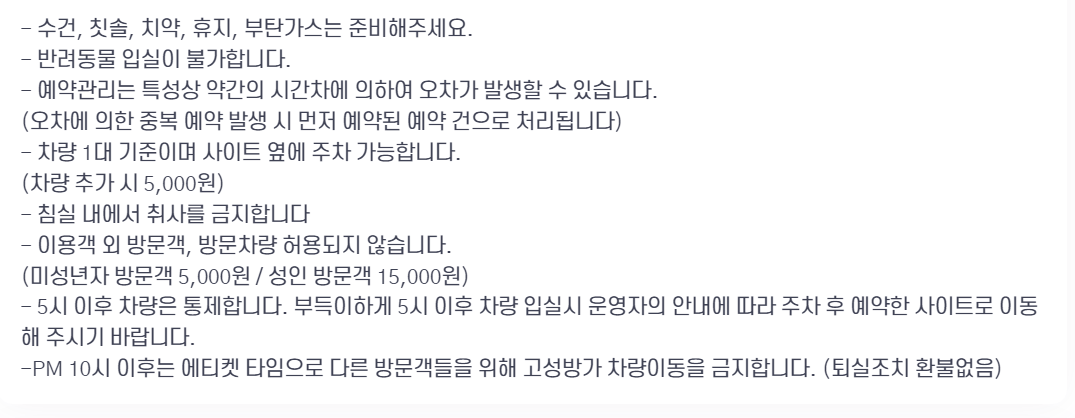 - 수건, 칫솔, 치약, 휴지, 부탄가스는 준비해주세요.
- 반려동물 입실이 불가합니다.
- 예약관리는 특성상 약간의 시간차에 의하여 오차가 발생할 수 있습니다.
(오차에 의한 중복 예약 발생 시 먼저 예약된 예약 건으로 처리됩니다)
- 차량 1대 기준이며 사이트 옆에 주차 가능합니다.
(차량 추가 시 5,000원)
- 침실 내에서 취사를 금지합니다
- 이용객 외 방문객, 방문차량 허용되지 않습니다.
(미성년자 방문객 5,000원 / 성인 방문객 15,000원)
- 5시 이후 차량은 통제합니다. 부득이하게 5시 이후 차량 입실시 운영자의 안내에 따라 주차 후 예약한 사이트로 이동
해 주시기 바랍니다.
-PM 10시 이후는 에티켓 타임으로 다른 방문객들을 위해 고성방가 차량이동을 금지합니다. (퇴실조치 환불없음)